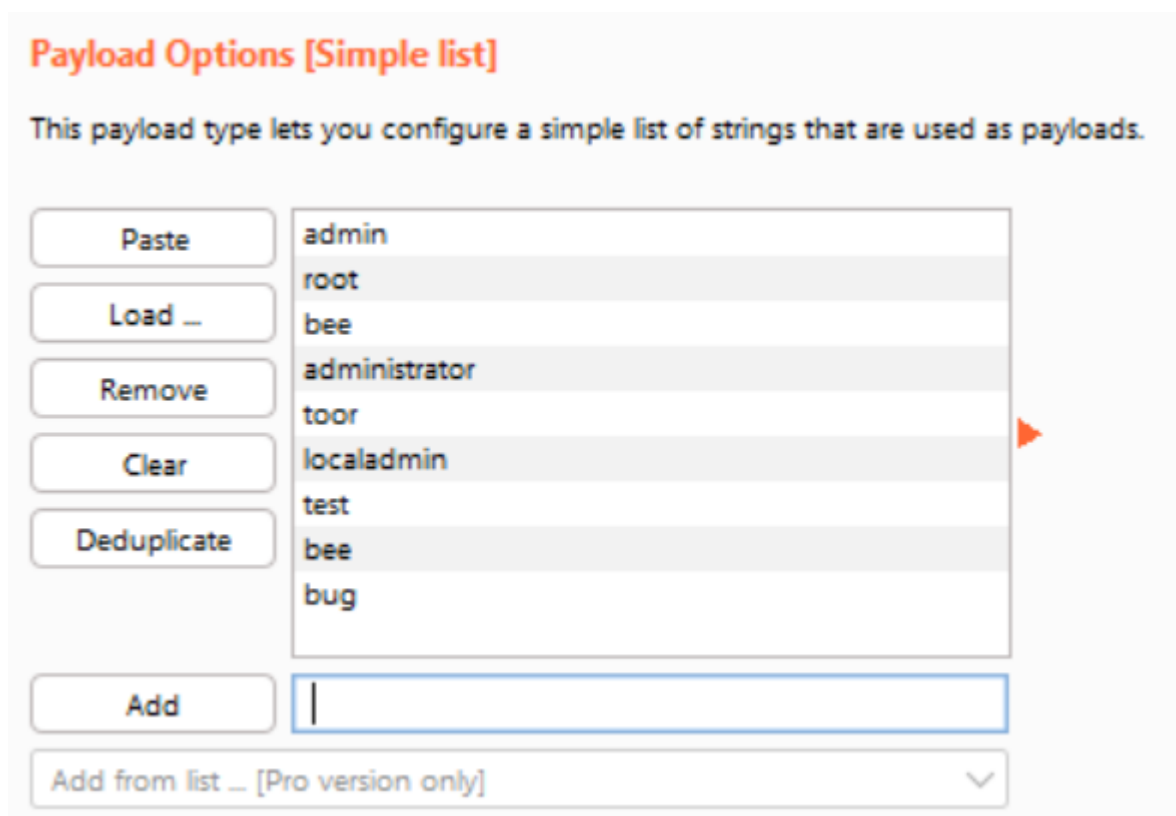 Payload Options [Simple list]
This payload type lets you configure a simple list of strings that are used as payloads.
Paste
Load ...
Remove
Clear
Deduplicate
admin
root
bee
administrator
toor
localadmin
test
bee
bug
Add
Add from list ... [Pro version only]